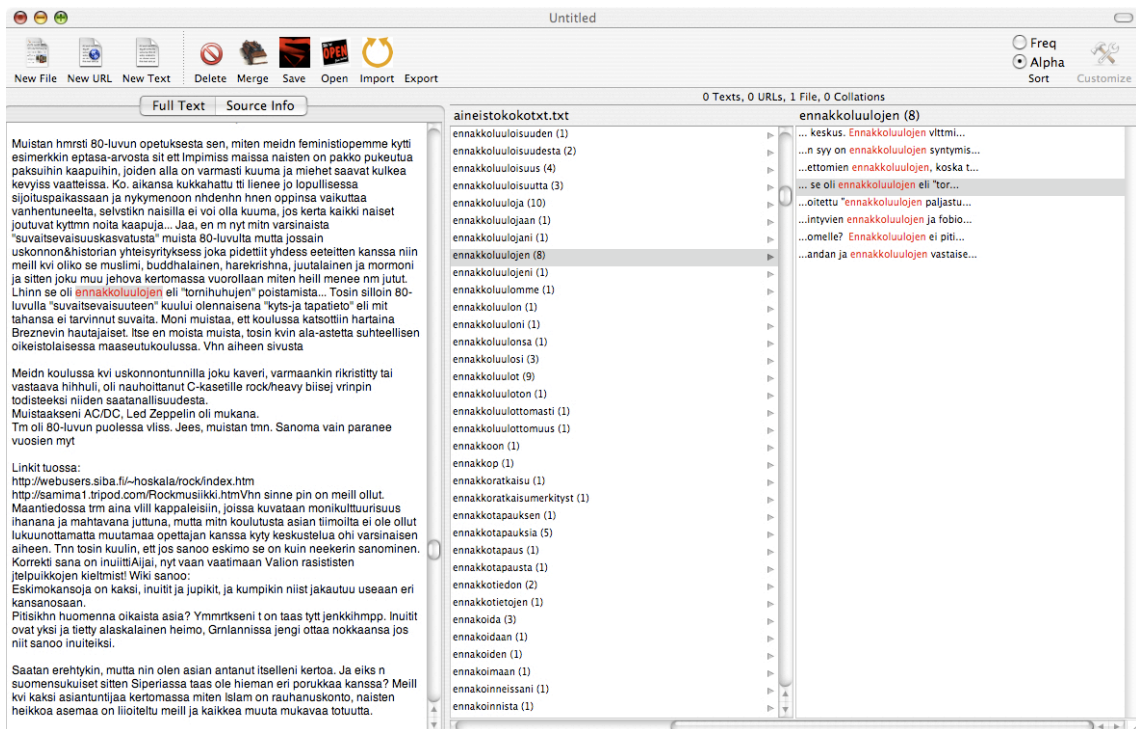 Untitled
New File
New URL
New Text
Delete
Merge
Save
Open
Import
Export
Freq
Alpha
Sort
Customize
0 Texts, 0 URLs, 1 File, 0 Collations
Full Text
Source Info
Muistan hmrsti 80-luvun opetuksesta sen, miten meidn feministiopemme kytti
esimerkkin eptasa-arvosta sit ett lmpimiss maissa naisten on pakko pukeutua
paksuihin kaapuihin, joiden alla on varmasti kuuma ja miehet saavat kulkea
kevyiss vaatteissa. Ko. aikansa kukkahattu tti lienee jo lopullisessa
sijoituspaikassaan ja nykymenoon nhdenhn hnen oppinsa vaikuttaa
vanhentuneelta, selvstikn naisilla ei voi olla kuuma, jos kerta kaikki naiset
joutuvat kyttmn noita kaapuja... Jaa, en m nyt mitn varsinaista
"suvaitsevaisuuskasvatusta" muista 80-luvulta mutta jossain
uskonnon&historian yhteisyrityksess joka pidettiit yhdess eeteitten kanssa niin
meill kvi oliko se muslimi, buddhalainen, harekrishna, juutalainen ja mormoni
ja sitten joku muu jehova kertomassa vuorollaan miten heill menee nm jutut.
Lhinn se oli ennakkoluulojen eli "tornihuhujen" poistamista... Tosin silloin 80-
luvulla "suvaitsevaisuuteen" kuului olennaisena "kyts-ja tapatieto" eli mit
tahansa ei tarvinnut suvaita. Moni muistaa, ett koulussa katsottiin hartaina
Breznevin hautajaiset. Itse en moista muista, tosin kvin ala-astetta suhteellisen
oikeistolaisessa maaseutukoulussa. Vhn aiheen sivusta
Meidn koulussa kvi uskonnontunnilla joku kaveri, varmaankin rikristitty tai
vastaava hihhuli, oli nauhoittanut C-kasetille rock/heavy biisej vrinpin
todisteeksi niiden saatanallisuudesta.
Muistaakseni AC/DC, Led Zeppelin oli mukana.
Tm oli 80-luvun puolessa vliss. Jees, muistan tmn. Sanoma vain paranee
vuosien myt
Linkit tuossa:
http://webusers.siba.fi/~hoskala/rock/index.htm
http://samima1.tripod.com/Rockmusiikki.htmVhn sinne pin on meill ollut.
Maantiedossa trm aina vlill kappaleisiin, joissa kuvataan monikulttuurisuus
ihanana ja mahtavana juttuna, mutta mitn koulutusta asian tiimoilta ei ole ollut
lukuunottamatta muutamaa opettajan kanssa kyty keskustelua ohi varsinaisen
aiheen. Tnn tosin kuulin, ett jos sanoo eskimo se on kuin neekerin sanominen.
Korrekti sana on inuiittiAijai, nyt vaan vaatimaan Valion rasististen
jtelpuikkojen kieltmist! Wiki sanoo:
Eskimokansoja on kaksi, inuitit ja jupikit, ja kumpikin niist jakautuu useaan eri
kansanosaan.
Pitisikhn huomenna oikaista asia? Ymmrtkseni t on taas tytt jenkkihmpp. Inuitit
ovat yksi ja tietty alaskalainen heimo, Grnlannissa jengi ottaa nokkaansa jos
niit sanoo inuiteiksi.
Saatan erehtykin, mutta nin olen asian antanut itselleni kertoa. Ja eiks n
suomensukuiset sitten Siperiassa taas ole hieman eri porukkaa kanssa? Meill
kvi kaksi asiantuntijaa kertomassa miten Islam on rauhanuskonto, naisten
heikkoa asemaa on liioiteltu meill ja kaikkea muuta mukavaa totuutta.
aineistokokotxt.txt
ennakkoluuloisuuden (1)
ennakkoluuloisuudesta (2)
ennakkoluuloisuus (4)
ennakkoluuloisuutta (3)
ennakkoluuloja (10)
ennakkoluulojaan (1)
ennakkoluulojani (1)
ennakkoluulojen (8)
ennakkoluulojeni (1)
ennakkoluulomme (1)
ennakkoluulon (1)
ennakkoluuloni (1)
ennakkoluulonsa (1)
ennakkoluulosi (3)
ennakkoluulot (9)
ennakkoluuloton (1)
ennakkoluulottomasti (1)
ennakkoluulottomuus (1)
ennakkoon (1)
ennakkop (1)
ennakkoratkaisu (1)
ennakkoratkaisumerkityst (1)
ennakkotapauksen (1)
ennakkotapauksia (5)
ennakkotapaus (1)
ennakkotapausta (1)
ennakkotiedon (2)
ennakkotietojen (1)
ennakoida (3)
ennakoidaan (1)
ennakoiden (1)
ennakoimaan (1)
ennakoinneissani (1)
ennakoinnista (1)
ennakkoluulojen (8)
... keskus. Ennakkoluulojen vlttmi...
...n syy on ennakkoluulojen syntymis...
...ettomien ennakkoluulojen, koska t...
... se oli ennakkoluulojen eli "tor...
...oitettu "ennakkoluulojen paljastu...
...intyvien ennakkoluulojen ja fobio...
...omelle? Ennakkoluulojen ei piti...
...andan ja ennakkoluulojen vastaise...